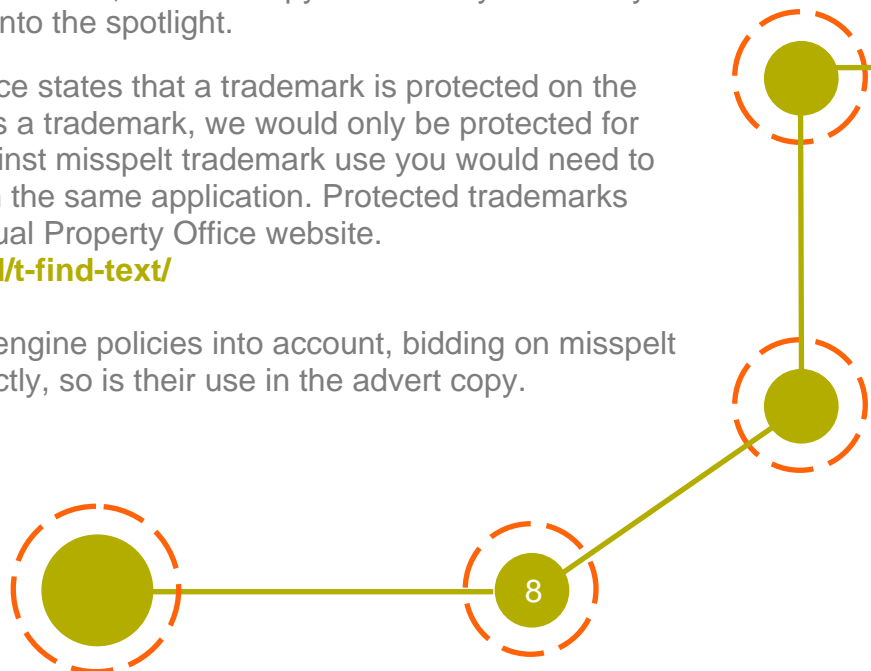 nto the spotlight.
ce states that a trademark is protected on the
s a trademark, we would only be protected for
inst misspelt trademark use you would need to
the same application. Protected trademarks
ual Property Office website.
/t-find-text/
engine policies into account, bidding on misspelt
ctly, so is their use in the advert copy.
8